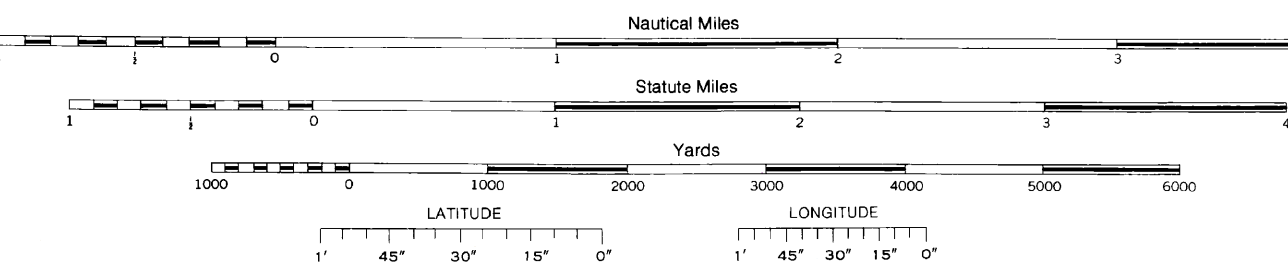 Nautical Miles
½ 0 1 2 3
Statute Miles
1 ½ 0 1 2 3 4
Yards
1000 0 1000 2000 3000 4000 5000 6000
LATITUDE LONGITUDE
1' 45" 30" 15" 0" 1' 45" 30" 15" 0"